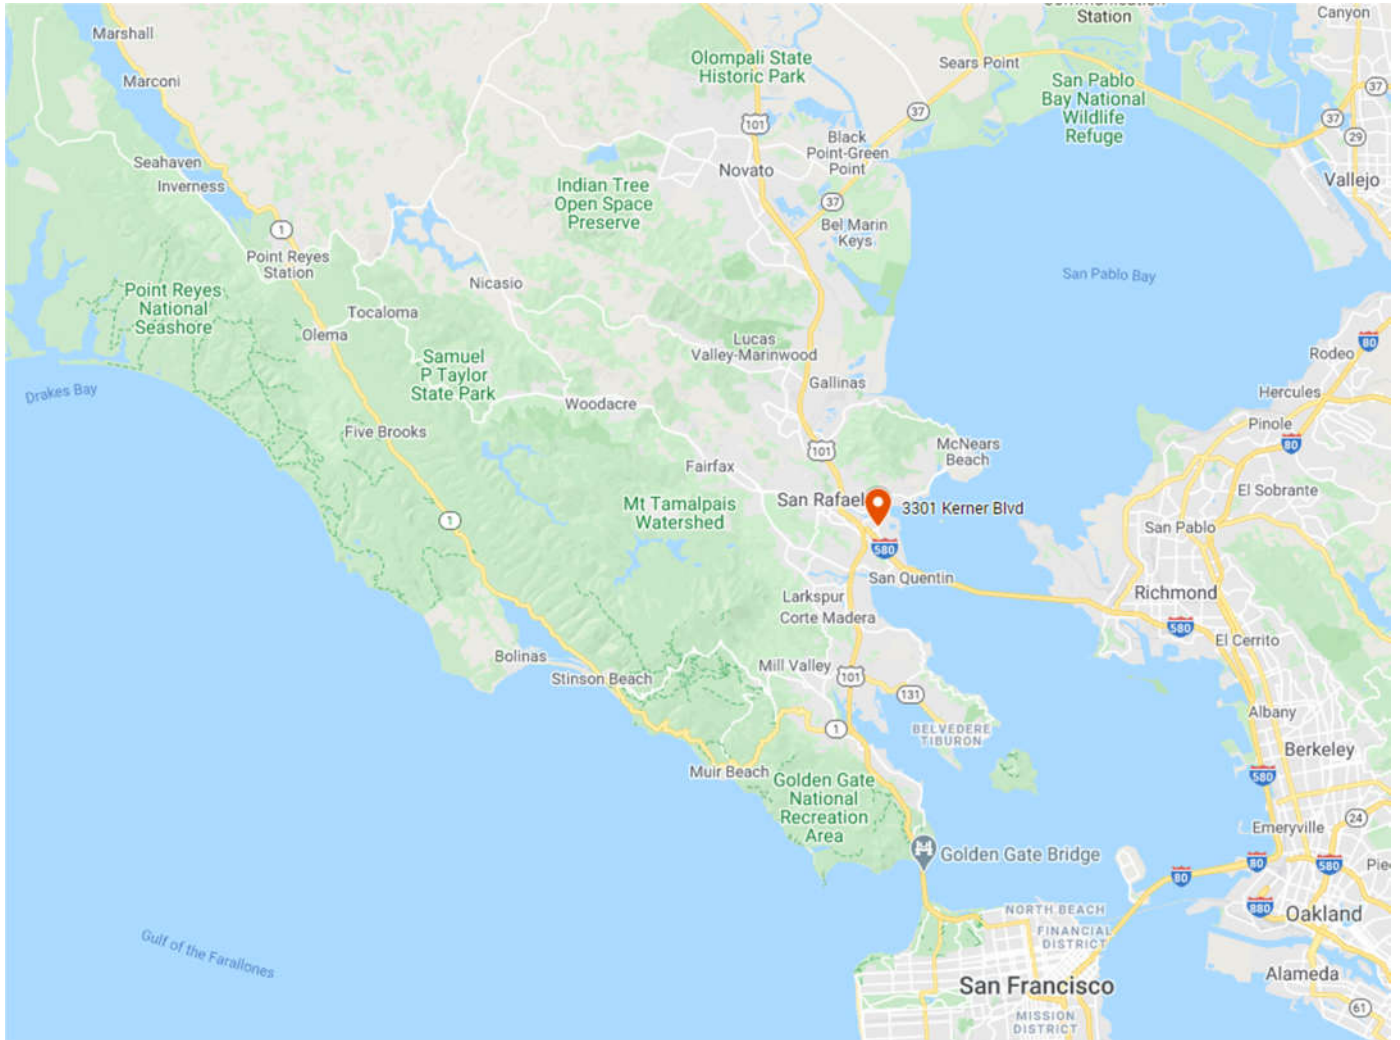 Communication
Station
Canyon
Marshall
Olompali State
Historic Park
Sears Point
Marconi
San Pablo
Bay National
Wildlife
Refuge
37
37
37
101
29
Black
Point-Green
Point
Seahaven
Novato
Vallejo
Inverness
Indian Tree
Open Space
Preserve
37
Bel Marin
Keys
1
Point Reyes
Station
San Pablo Bay
Nicasio
Point Reyes
National
Seashore
Tocaloma
Olema
Lucas
Valley-Marinwood
80
Rodeo
Samuel
P Taylor
State Park
Gallinas
Hercules
Drakes Bay
Woodacre
Pinole
Five Brooks
80
101
McNears
Beach
Fairfax
El Sobrante
San Rafael
3301 Kerner Blvd
Mt Tamalpais
Watershed
1
San Pablo
580
San Quentin
Larkspur
Richmond
Corte Madera
580
El Cerrito
Bolinas
Mill Valley
Stinson Beach
101
131
Albany
1
BELVEDERE
TIBURON
Berkeley
Muir Beach
Golden Gate
National
Recreation
Area
580
24
Emeryville
Golden Gate Bridge
80
80
580
Pie
880
NORTH BEACH
Oakland
FINANCIAL
DISTRICT
Gulf of the Farallones
Alameda
San Francisco
61
MISSION
DISTRICT